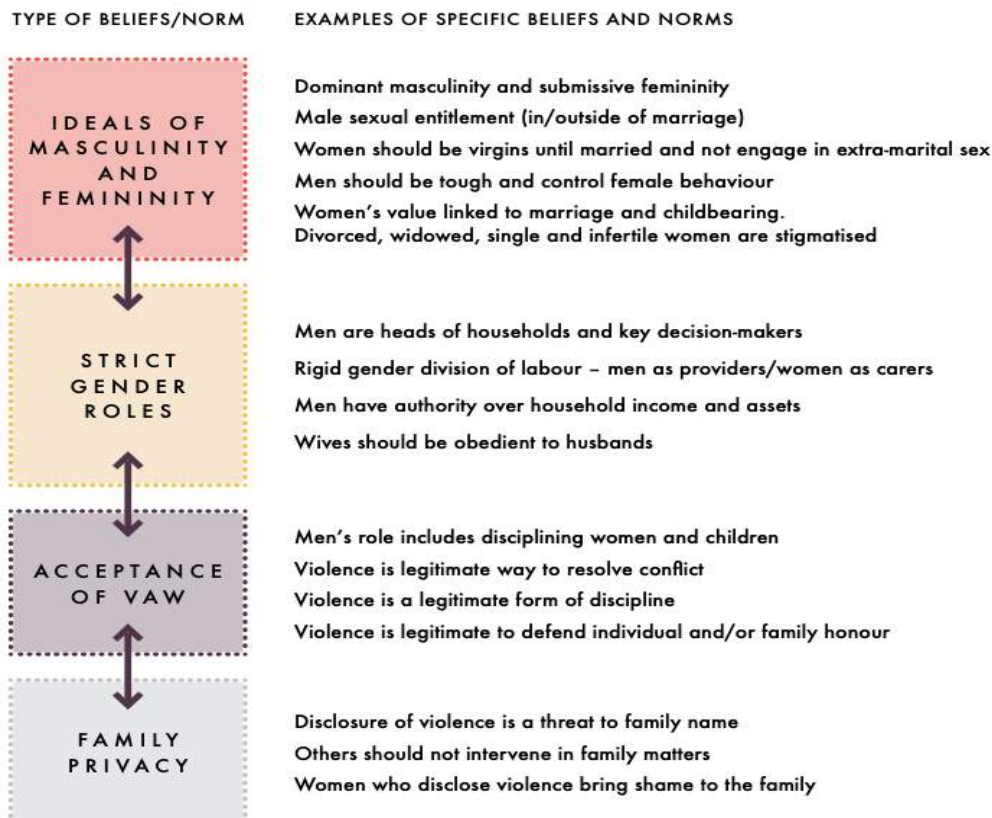 TYPE OF BELIEFS/NORM
EXAMPLES OF SPECIFIC BELIEFS AND NORMS
IDEALS OF
MASCULINITY
AND
FEMININITY
Dominant masculinity and submissive femininity
Male sexual entitlement (in/outside of marriage)
Women should be virgins until married and not engage in extra-marital sex
Men should be tough and control female behaviour
Women’s value linked to marriage and childbearing.
Divorced, widowed, single and infertile women are stigmatised
STRICT
GENDER
ROLES
Men are heads of households and key decision-makers
Rigid gender division of labour – men as providers/women as carers
Men have authority over household income and assets
Wives should be obedient to husbands
ACCEPTANCE
OF VAW
Men’s role includes disciplining women and children
Violence is legitimate way to resolve conflict
Violence is a legitimate form of discipline
Violence is legitimate to defend individual and/or family honour
FAMILY
PRIVACY
Disclosure of violence is a threat to family name
Others should not intervene in family matters
Women who disclose violence bring shame to the family